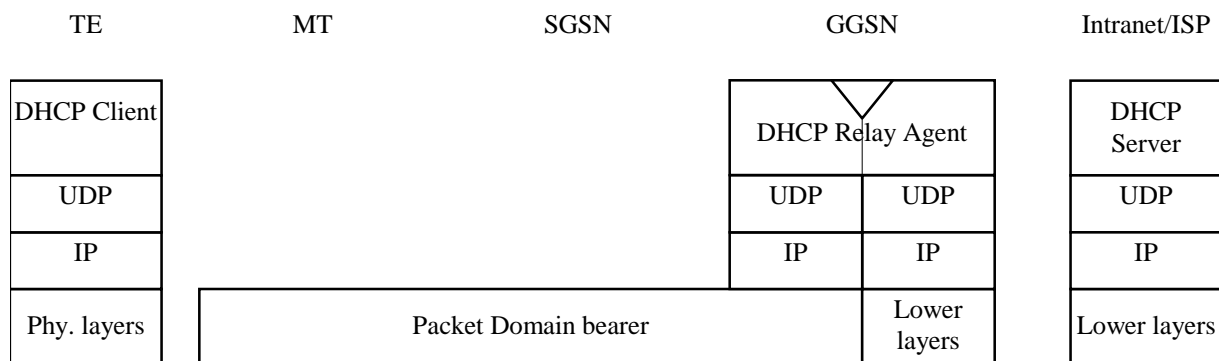 TE MT SGSN GGSN Intranet/ISP
DHCP Client
DHCP Relay Agent
DHCP
Server
UDP UDP UDP UDP
IP IP IP IP
Phy. layers Packet Domain bearer Lower
layers Lower layers